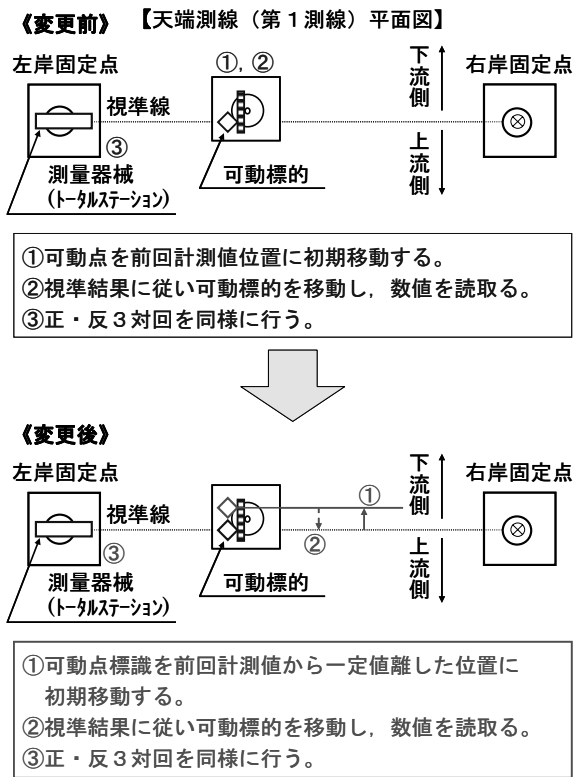 《変更前》 【天端測線（第１測線）平面図】
左岸固定点
①, ②
下流側
右岸固定点
視準線
③
上流側
測量器械
(ﾄｰﾀﾙｽﾃｰｼｮﾝ)
可動標的
①可動点を前回計測値位置に初期移動する。
②視準結果に従い可動標的を移動し，数値を読取る。
③正・反３対回を同様に行う。
《変更後》
左岸固定点
下流側
右岸固定点
視準線
①
②
③
上流側
測量器械
(ﾄｰﾀﾙｽﾃｰｼｮﾝ)
可動標的
①可動点標識を前回計測値から一定値離した位置に
初期移動する。
②視準結果に従い可動標的を移動し，数値を読取る。
③正・反３対回を同様に行う。